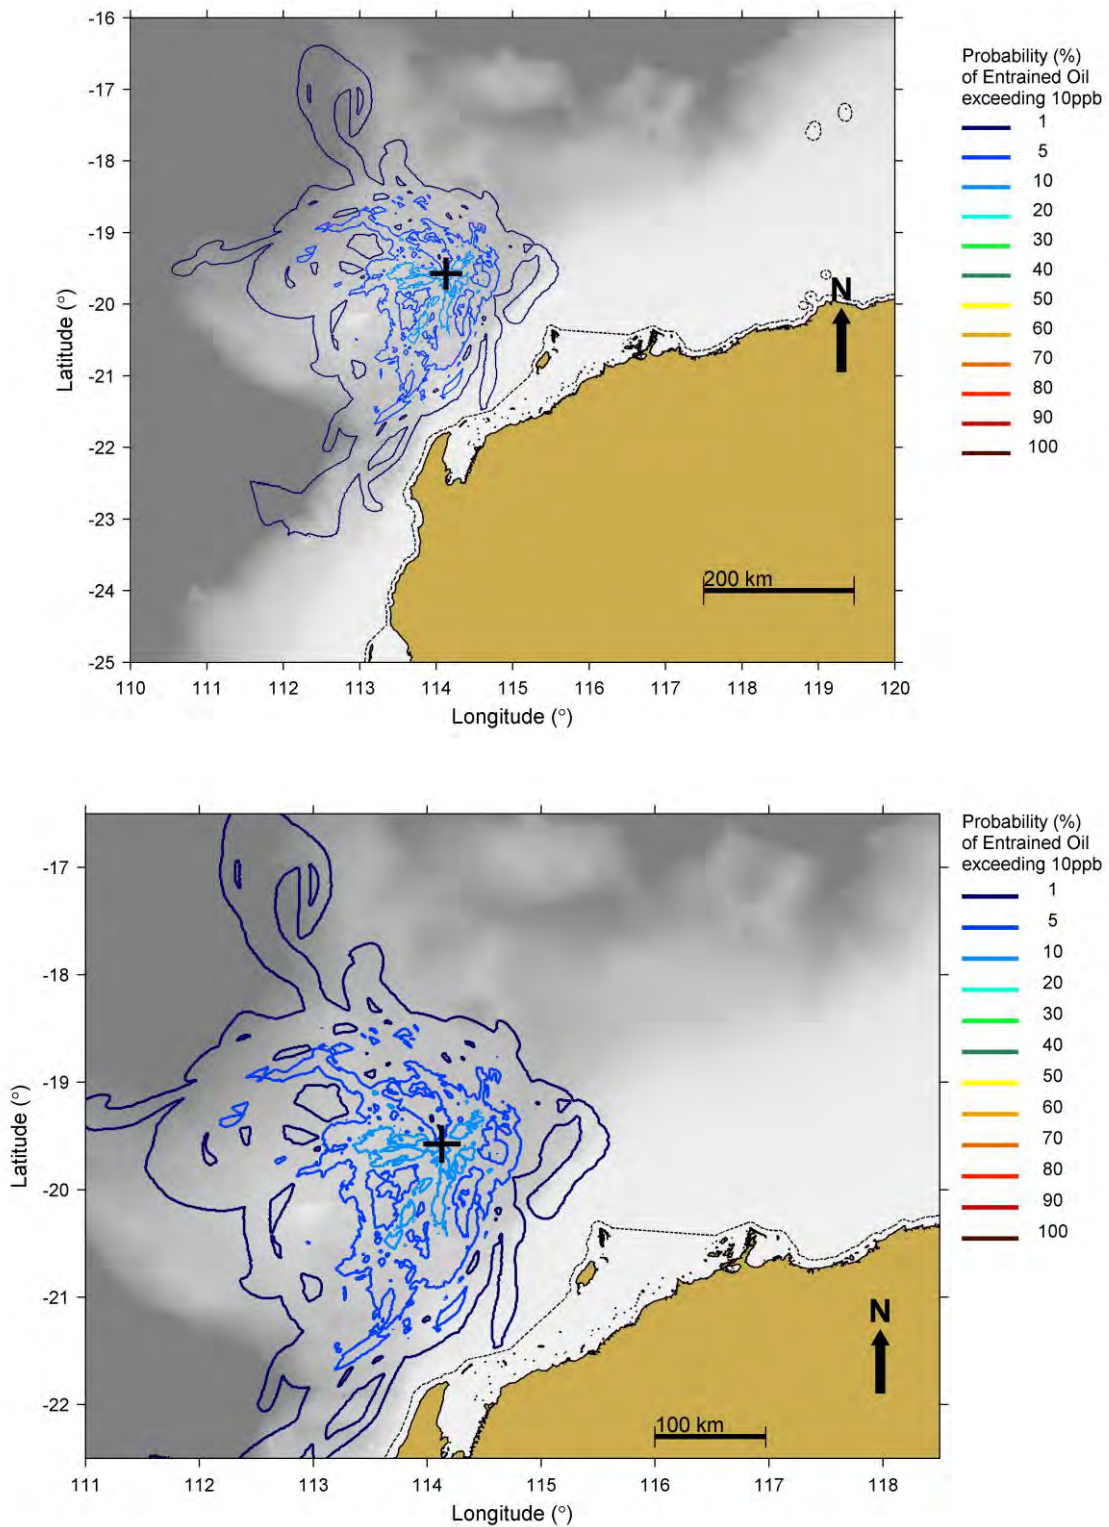 -16
-17
-18
-19
-20
-21
-22
-23
-24
-25
Latitude (°)
110 111 112 113 114 115 116 117 118 119 120
Longitude (°)
N
200 km
Probability (%)
of Entrained Oil
exceeding 10ppb
1
5
10
20
30
40
50
60
70
80
90
100
-17
-18
-19
-20
-21
-22
Latitude (°)
111 112 113 114 115 116 117 118
Longitude (°)
N
100 km
Probability (%)
of Entrained Oil
exceeding 10ppb
1
5
10
20
30
40
50
60
70
80
90
100